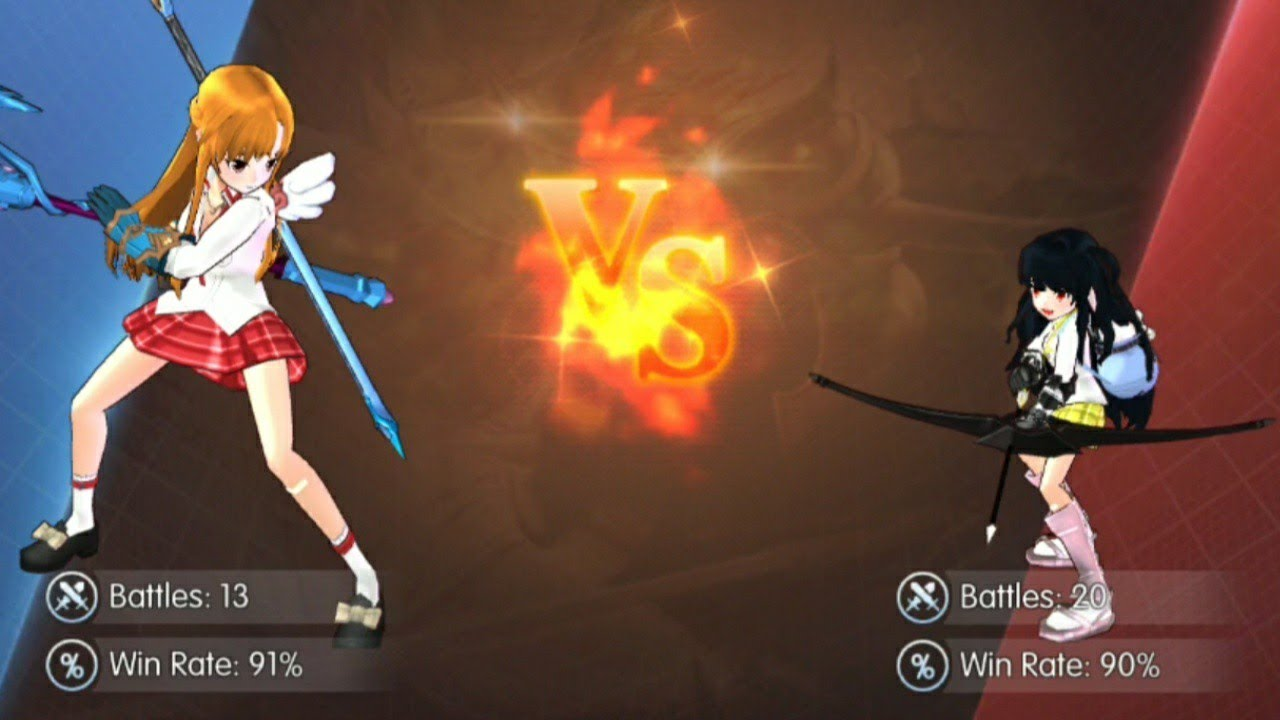 VS
Battles: 13
Win Rate: 91%
Battles: 20
Win Rate: 90%